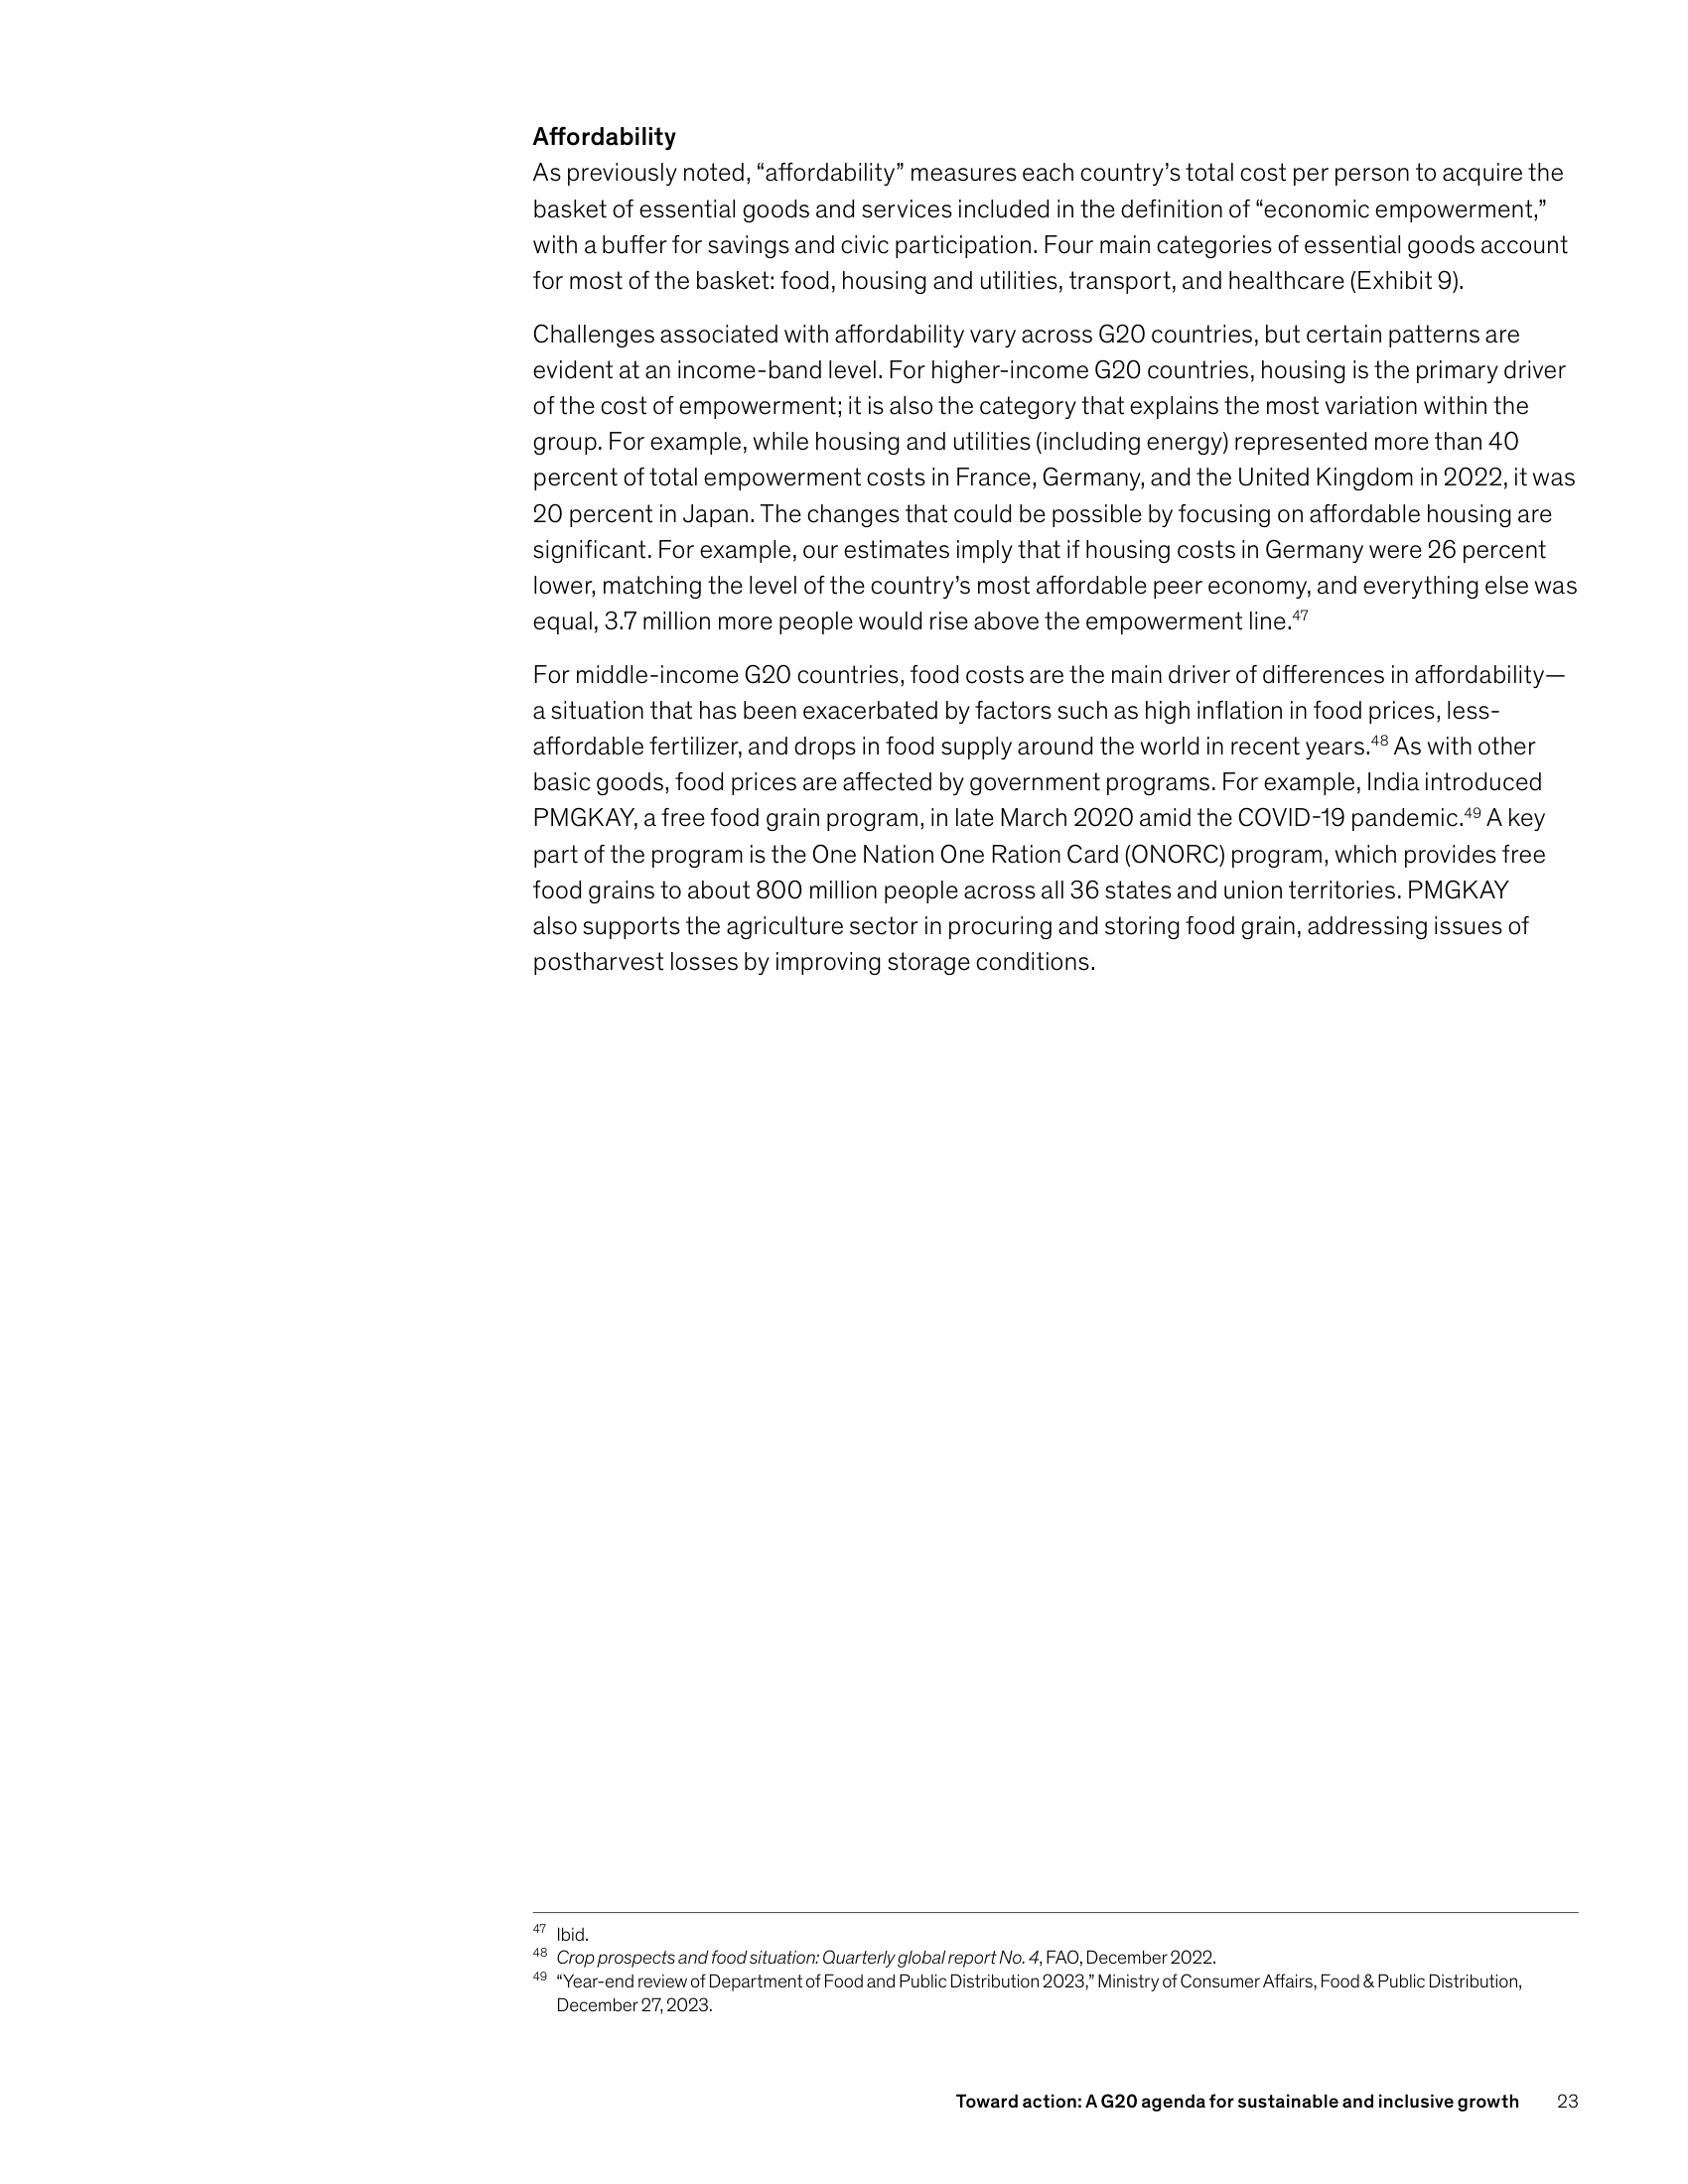 Affordability
As previously noted, “affordability” measures each country’s total cost per person to acquire the
basket of essential goods and services included in the definition of “economic empowerment,”
with a buffer for savings and civic participation. Four main categories of essential goods account
for most of the basket: food, housing and utilities, transport, and healthcare (Exhibit 9).
Challenges associated with affordability vary across G20 countries, but certain patterns are
evident at an income-band level. For higher-income G20 countries, housing is the primary driver
of the cost of empowerment; it is also the category that explains the most variation within the
group. For example, while housing and utilities (including energy) represented more than 40
percent of total empowerment costs in France, Germany, and the United Kingdom in 2022, it was
20 percent in Japan. The changes that could be possible by focusing on affordable housing are
significant. For example, our estimates imply that if housing costs in Germany were 26 percent
lower, matching the level of the country’s most affordable peer economy, and everything else was
equal, 3.7 million more people would rise above the empowerment line.47
For middle-income G20 countries, food costs are the main driver of differences in affordability—
a situation that has been exacerbated by factors such as high inflation in food prices, less-
affordable fertilizer, and drops in food supply around the world in recent years.48 As with other
basic goods, food prices are affected by government programs. For example, India introduced
PMGKAY, a free food grain program, in late March 2020 amid the COVID-19 pandemic.49 A key
part of the program is the One Nation One Ration Card (ONORC) program, which provides free
food grains to about 800 million people across all 36 states and union territories. PMGKAY
also supports the agriculture sector in procuring and storing food grain, addressing issues of
postharvest losses by improving storage conditions.
47 Ibid.
48 Crop prospects and food situation: Quarterly global report No. 4, FAO, December 2022.
49 “Year-end review of Department of Food and Public Distribution 2023,” Ministry of Consumer Affairs, Food & Public Distribution,
December 27, 2023.
Toward action: A G20 agenda for sustainable and inclusive growth 23